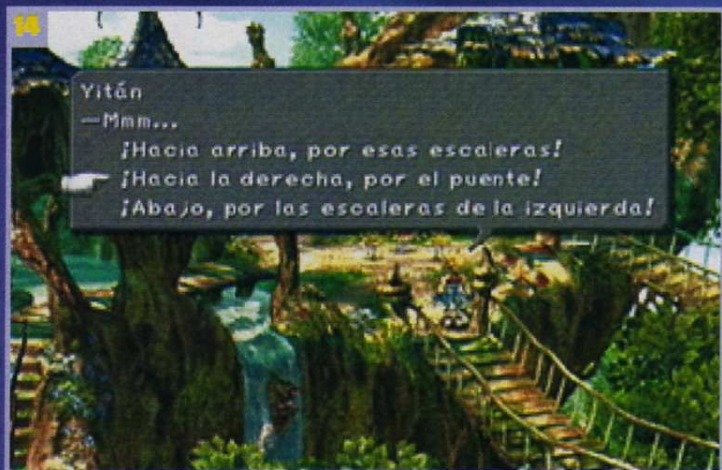 14
Yitán
—Mmm...
¡Hacia arriba, por esas escaleras!
¡Hacia la derecha, por el puente!
¡Abajo, por las escaleras de la izquierda!